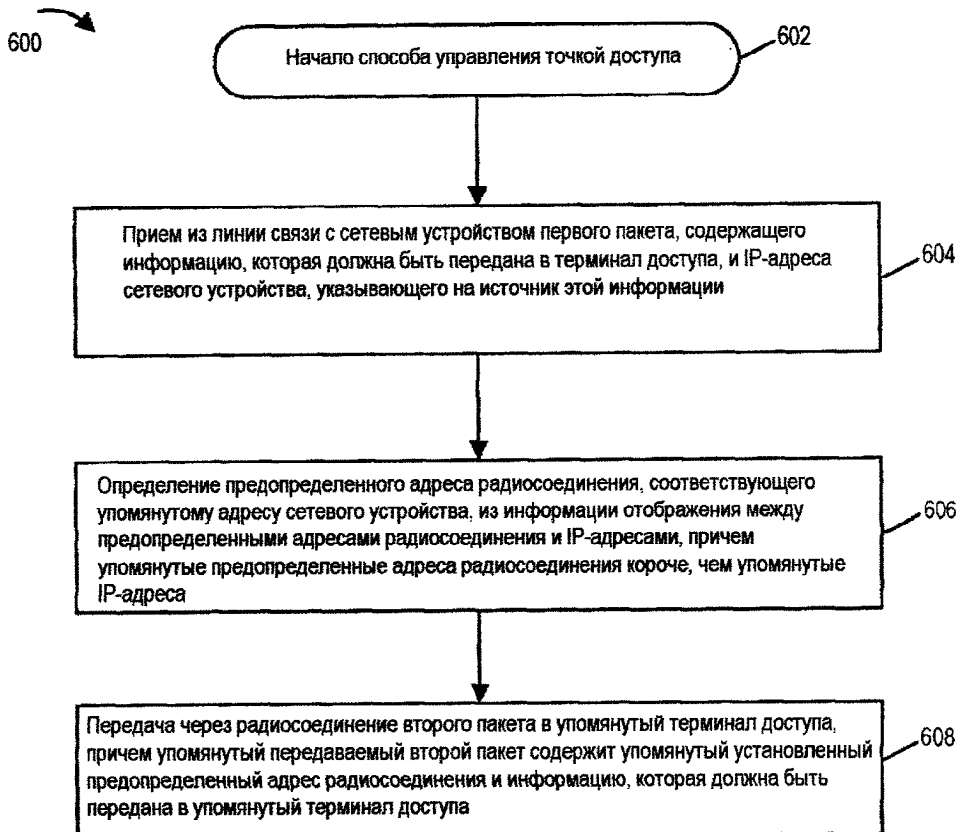 600
Начало способа управления точкой доступа
602
Прием из линии связи с сетевым устройством первого пакета, содержащего
информацию, которая должна быть передана в терминал доступа, и IP-адреса
сетевого устройства, указывающего на источник этой информации
604
Определение предопределенного адреса радиосоединения, соответствующего
упомянутому адресу сетевого устройства, из информации отображения между
предопределенными адресами радиосоединения и IP-адресами, причем
упомянутые предопределенные адреса радиосоединения короче, чем упомянутые
IP-адреса
606
Передача через радиосоединение второго пакета в упомянутый терминал доступа,
причем упомянутый передаваемый второй пакет содержит упомянутый установленный
предопределенный адрес радиосоединения и информацию, которая должна быть
передана в упомянутый терминал доступа
608